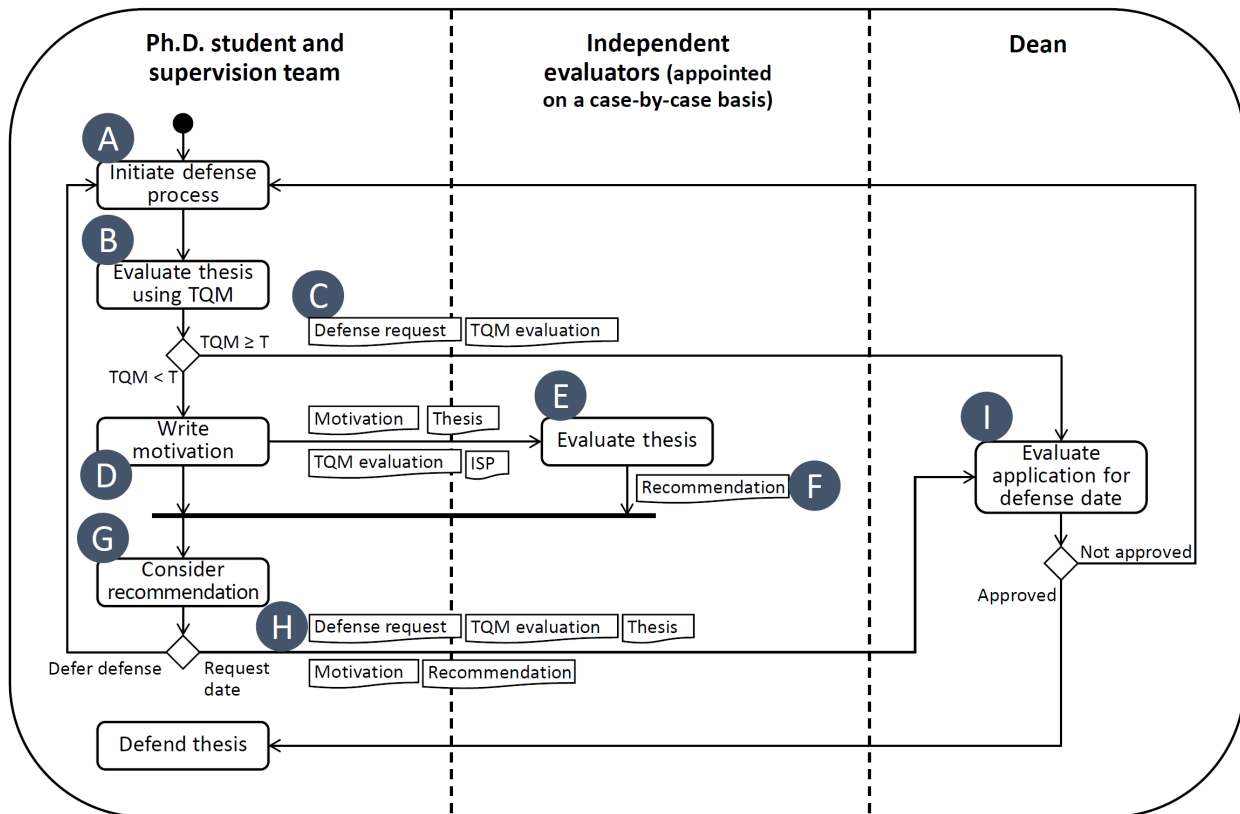 Ph.D. student and
supervision team
Independent
evaluators (appointed
on a case-by-case basis)
Dean
A
Initiate defense
process
B
Evaluate thesis
using TQM
C
Defense request
TQM evaluation
TQM ≥ T
TQM < T
Write
motivation
D
Motivation
Thesis
TQM evaluation
ISP
E
Evaluate thesis
Recommendation
F
I
Evaluate
application for
defense date
Not approved
Approved
G
Consider
recommendation
H
Defense request
TQM evaluation
Thesis
Motivation
Recommendation
Defer defense
Request
date
Defend thesis